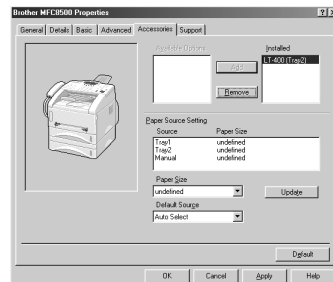 Brother MFC8500 Properties
General Details Basic Advanced Accessories Support
Available Options
Installed
LT-400 (Tray2)
Add
Remove
Paper Source Setting
Source Paper Size
Tray1 undefined
Tray2 undefined
Manual undefined
Paper Size
undefined
Update
Default Source
Auto Select
Default
OK Cancel Apply Help